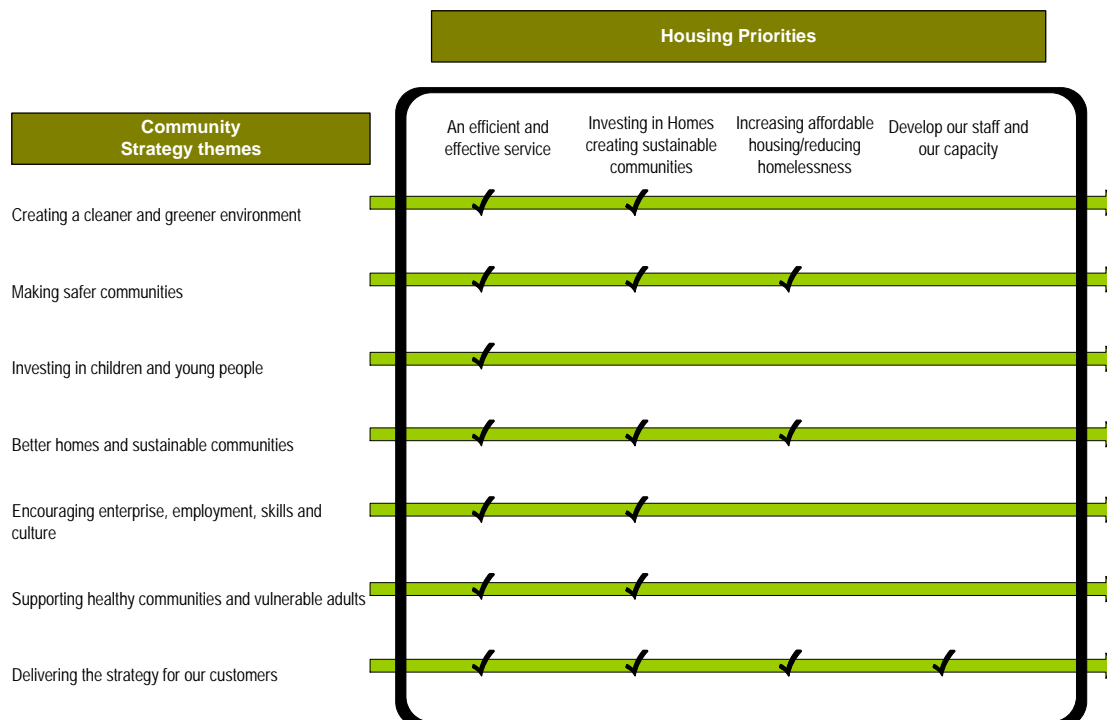 Housing Priorities
Community
Strategy themes
An efficient and
effective service
Investing in Homes
creating sustainable
communities
Increasing affordable
housing/reducing
homelessness
Develop our staff and
our capacity
Creating a cleaner and greener environment
Making safer communities
Investing in children and young people
Better homes and sustainable communities
Encouraging enterprise, employment, skills and
culture
Supporting healthy communities and vulnerable adults
Delivering the strategy for our customers